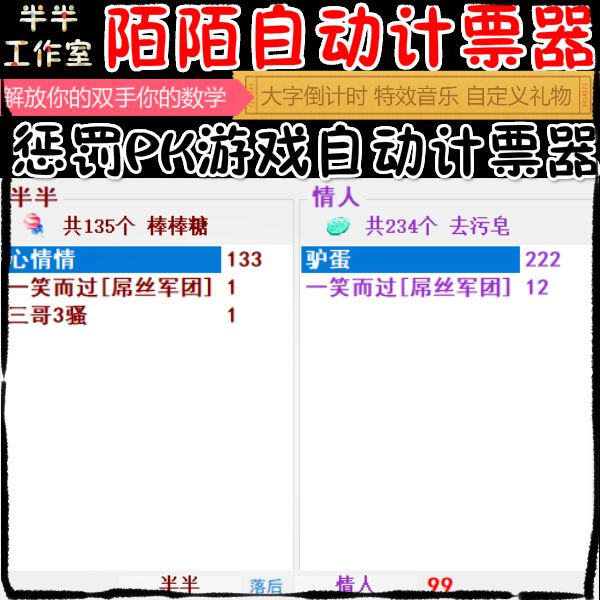 半半
工作室
陌陌自动计票器
解放你的双手你的数学
大字倒计时 特效音乐 自定义礼物
惩罚PK游戏自动计票器
半半
共135个 棒棒糖
心情情 133
一笑而过[屌丝军团] 1
三哥3骚 1
情人
共234个 去污皂
驴蛋 222
一笑而过[屌丝军团] 12
半半 落后 情人 99